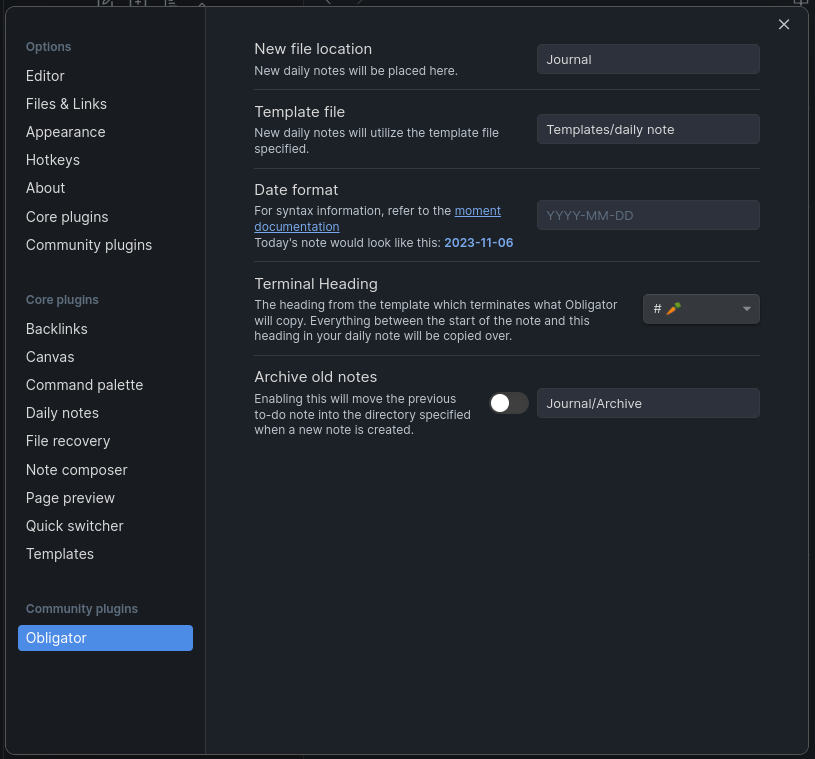 Options
Editor
Files & Links
Appearance
Hotkeys
About
Core plugins
Community plugins
Core plugins
Backlinks
Canvas
Command palette
Daily notes
File recovery
Note composer
Page preview
Quick switcher
Templates
Community plugins
Obligator
New file location
New daily notes will be placed here.
Journal
Template file
New daily notes will utilize the template file
specified.
Templates/daily note
Date format
For syntax information, refer to the moment
documentation
Today's note would look like this: 2023-11-06
YYYY-MM-DD
Terminal Heading
The heading from the template which terminates what Obligator
will copy. Everything between the start of the note and this
heading in your daily note will be copied over.
# 🥕
Archive old notes
Enabling this will move the previous
to-do note into the directory specified
when a new note is created.
Journal/Archive